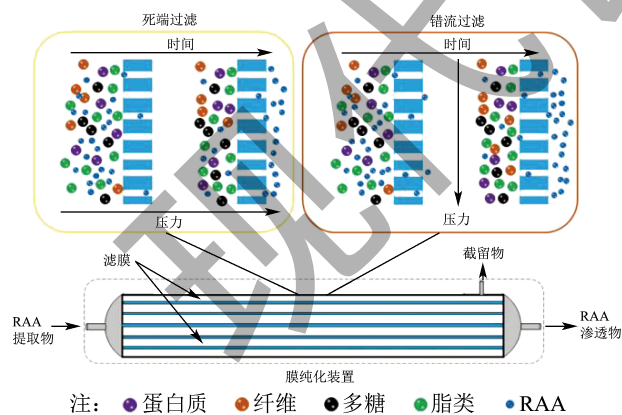 死端过滤
错流过滤
时间
时间
压力
压力
滤膜
截留物
RAA
提取物
RAA
渗透物
膜纯化装置
注：蛋白质 纤维 多糖 脂类 RAA
现代